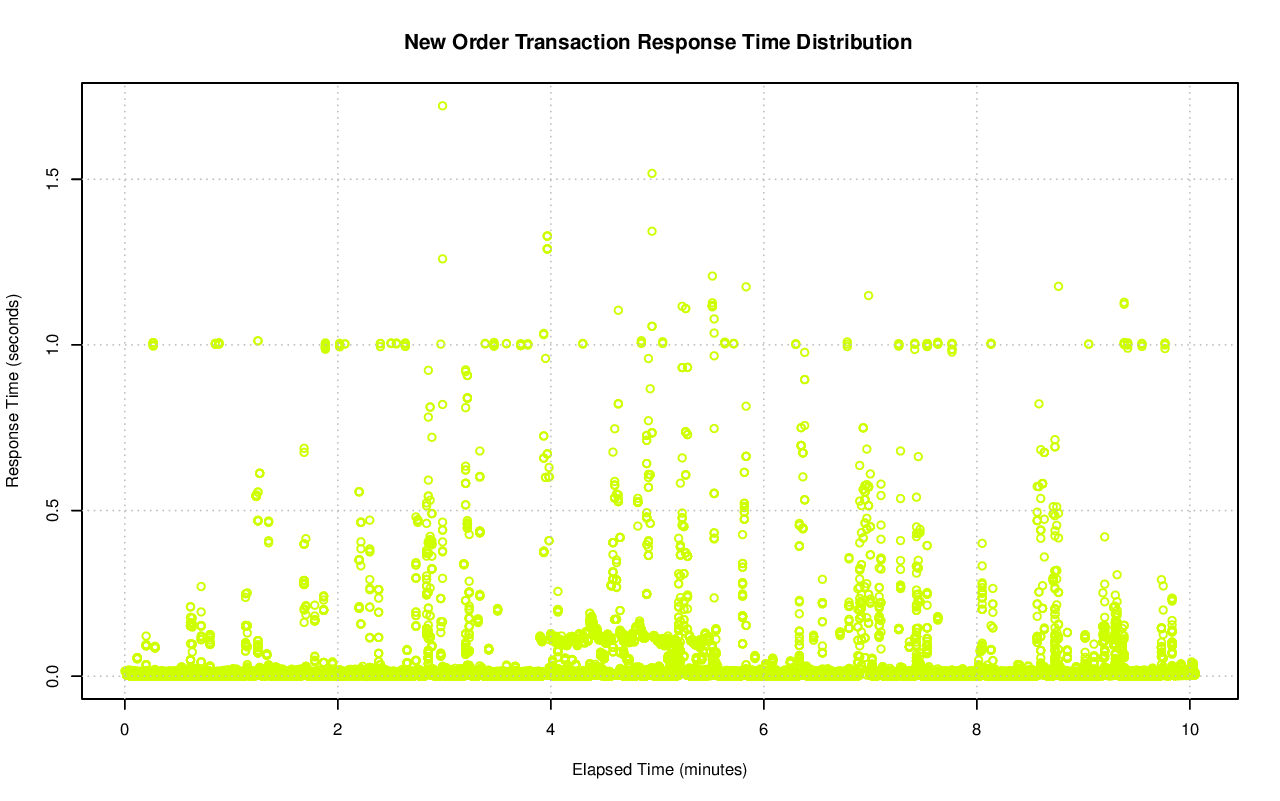 New Order Transaction Response Time Distribution
Response Time (seconds)
1.5
1.0
0.5
0.0
0 2 4 6 8 10
Elapsed Time (minutes)